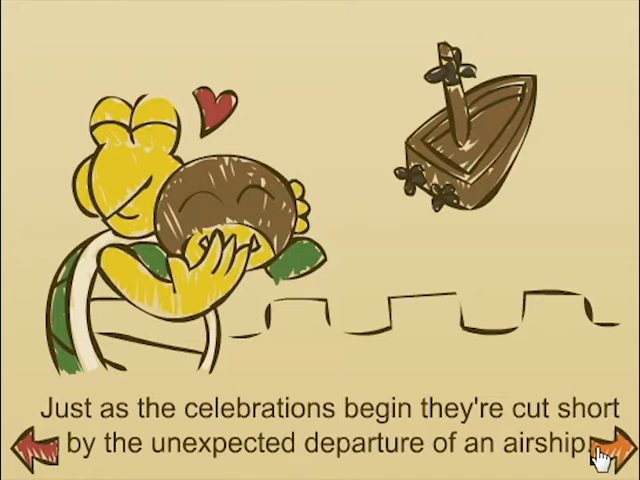 Just as the celebrations begin they're cut short
by the unexpected departure of an airship.